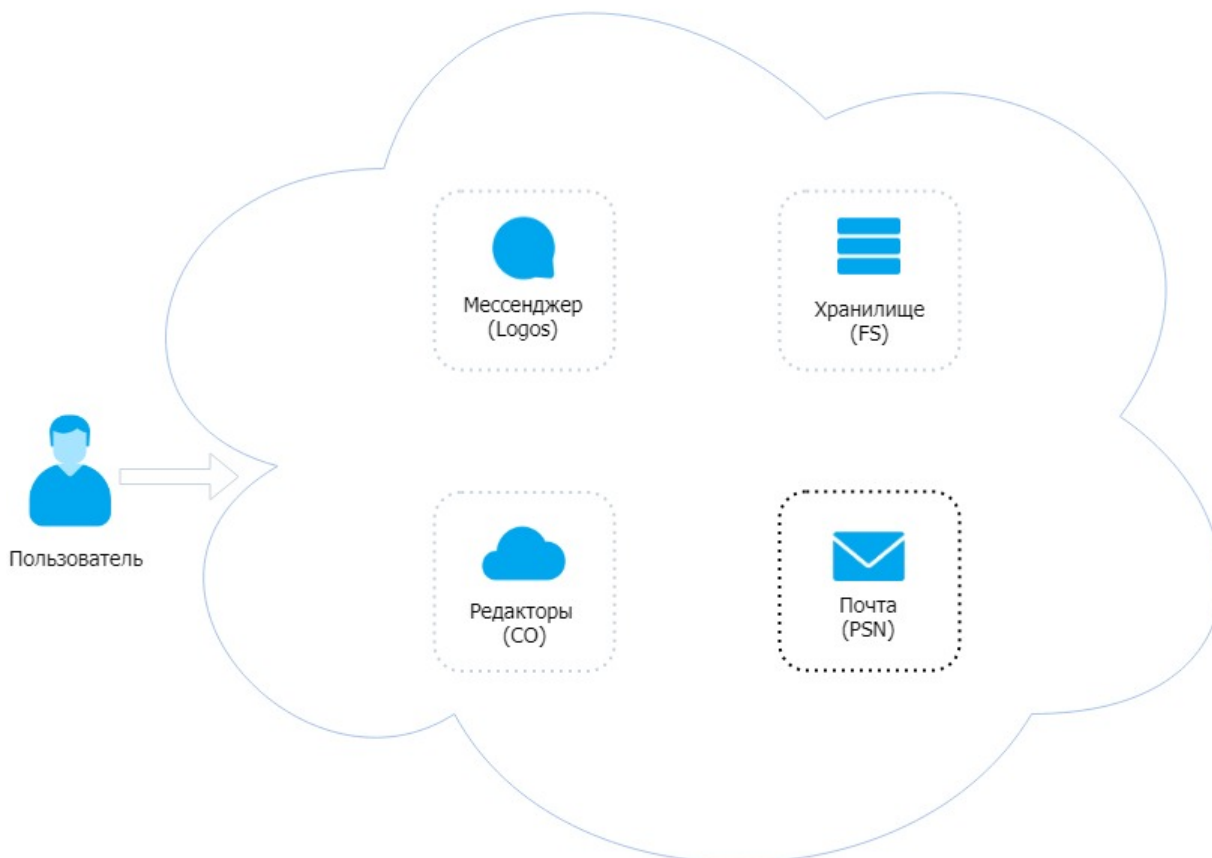 Мессенджер
(Logos)
Хранилище
(FS)
Пользователь
Редакторы
(CO)
Почта
(PSN)